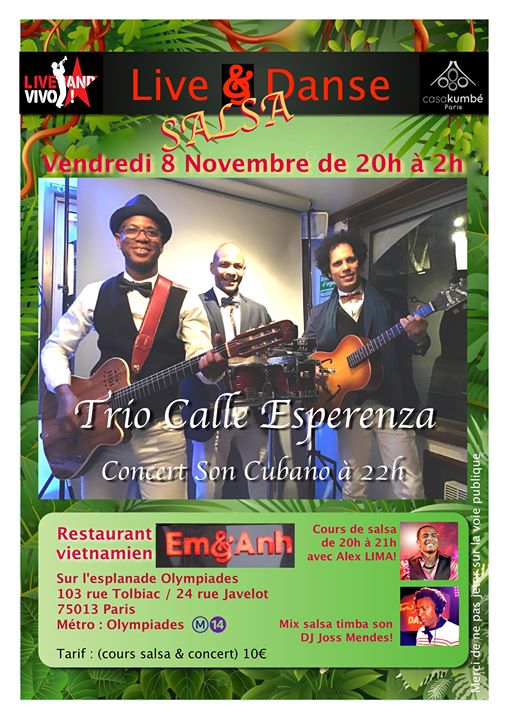 LIVE AND
VIVO !
Live & Danse
SALSA
casakumbé
Paris
Vendredi 8 Novembre de 20h à 2h
Trio Calle Esperenza
Concert Son Cubano à 22h
Restaurant
vietnamien
Em&Anh
Sur l'esplanade Olympiades
103 rue Tolbiac / 24 rue Javelot
75013 Paris
Métro : Olympiades M 14
Tarif : (cours salsa & concert) 10€
Cours de salsa
de 20h à 21h
avec Alex LIMA!
Mix salsa timba son
DJ Joss Mendes!
Merci de ne pas jeter sur la voie publique